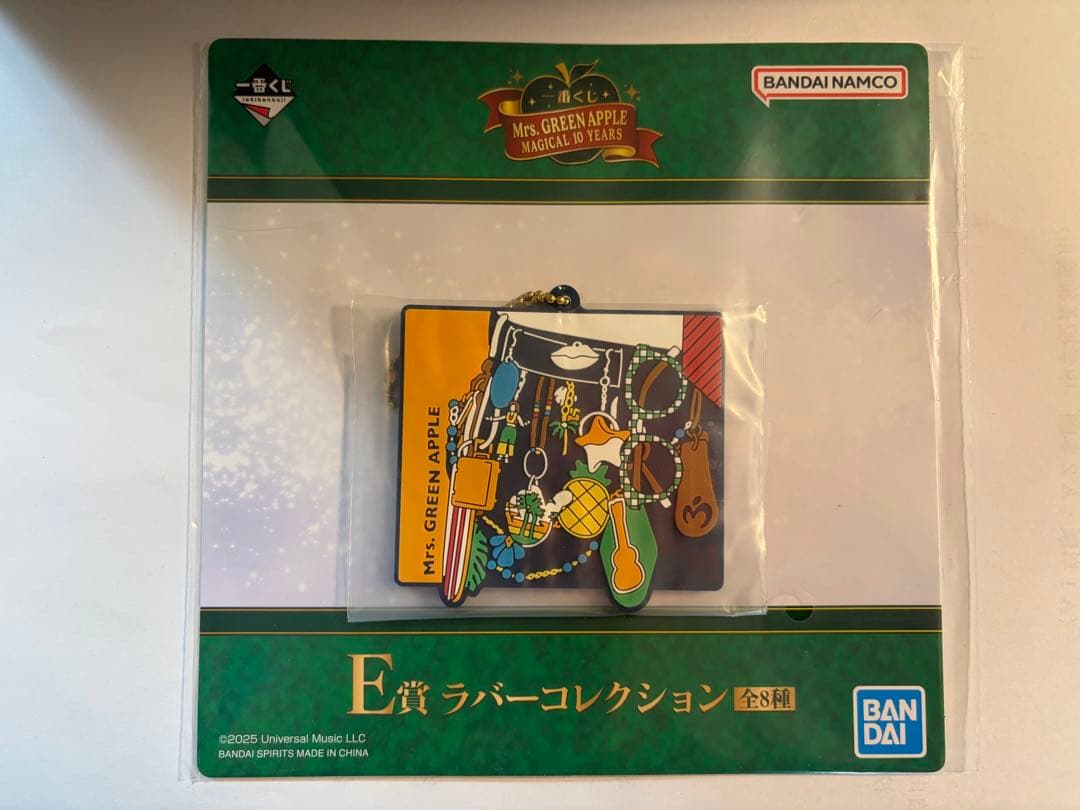 一番くじ
ichibankuji
一番くじ
Mrs. GREEN APPLE
MAGICAL 10 YEARS
BANDAI NAMCO
Mrs. GREEN APPLE
R
E賞 ラバーコレクション 全8種
©2025 Universal Music LLC
BANDAI SPIRITS MADE IN CHINA
BAN
DAI